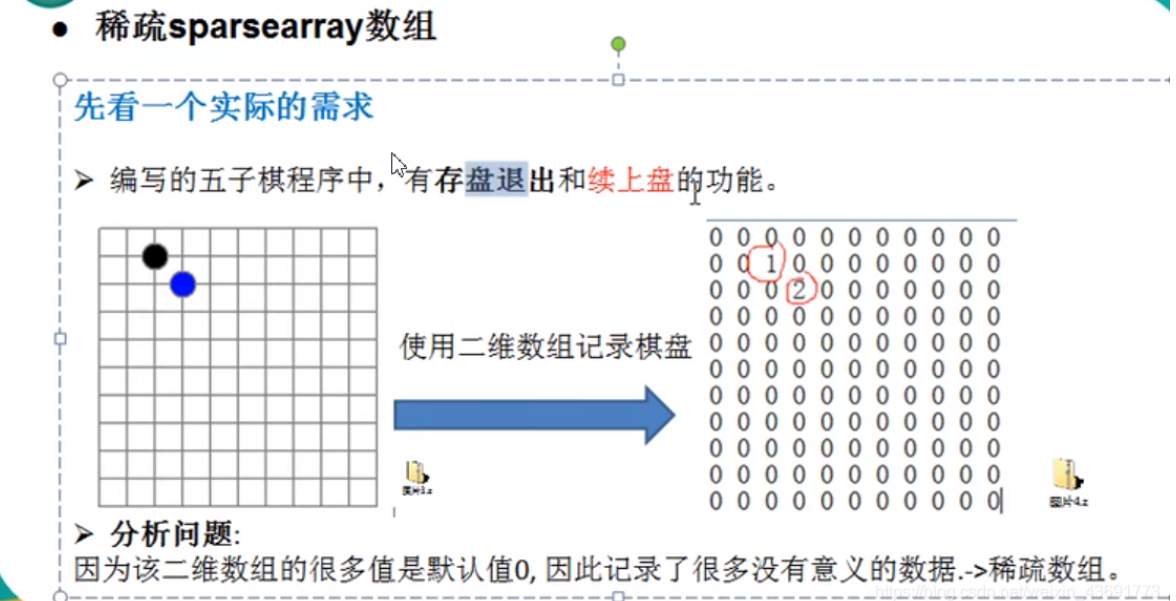 稀疏sparsearray数组
先看一个实际的需求
编写的五子棋程序中，有存盘退出和续上盘的功能。
使用二维数组记录棋盘
0 0 0 0 0 0 0 0 0 0 0
0 0 1 0 0 0 0 0 0 0 0
0 0 0 2 0 0 0 0 0 0 0
0 0 0 0 0 0 0 0 0 0 0
0 0 0 0 0 0 0 0 0 0 0
0 0 0 0 0 0 0 0 0 0 0
0 0 0 0 0 0 0 0 0 0 0
0 0 0 0 0 0 0 0 0 0 0
0 0 0 0 0 0 0 0 0 0 0
0 0 0 0 0 0 0 0 0 0 0
0 0 0 0 0 0 0 0 0 0 0
图片3.z
图片4.z
分析问题:
因为该二维数组的很多值是默认值0, 因此记录了很多没有意义的数据.->稀疏数组。
https://blog.csdn.net/weixin_43691773